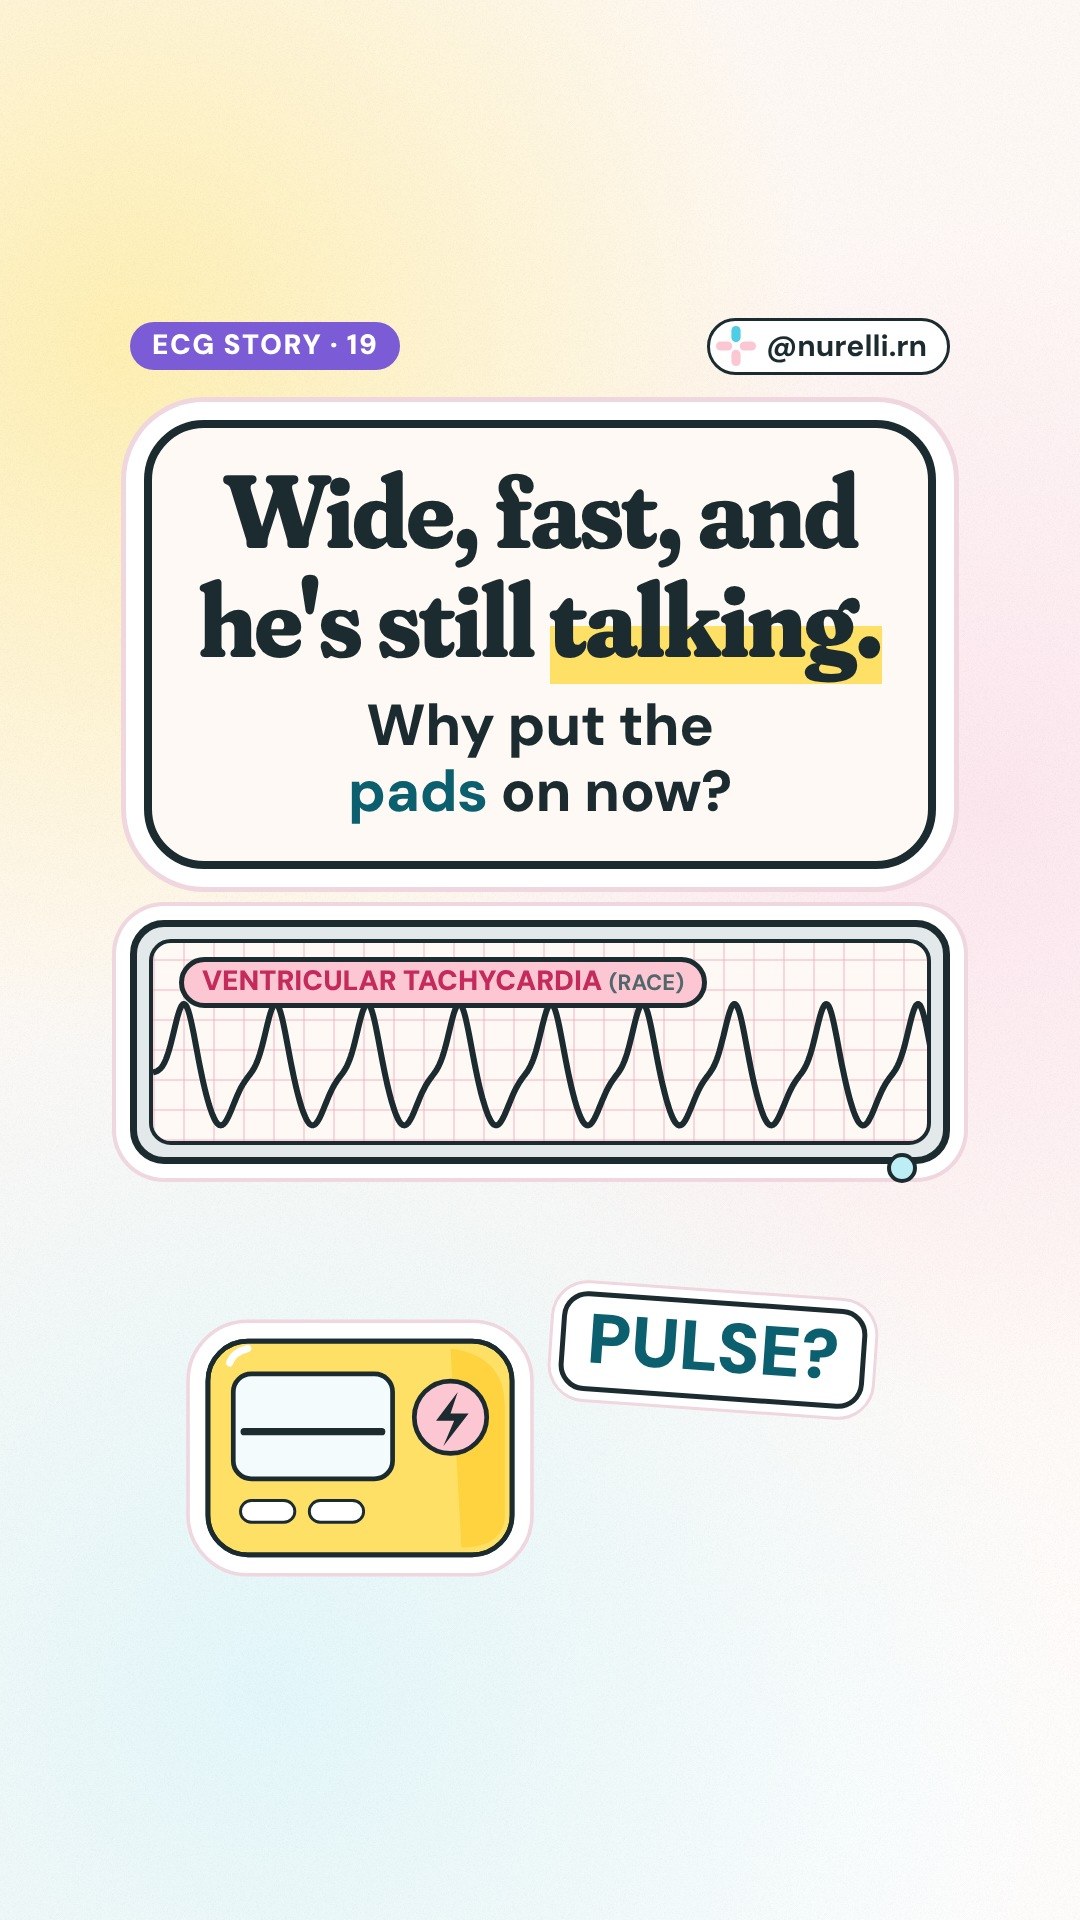 ECG STORY · 19
@nurelli.rn
Wide, fast, and
he's still talking.
Why put the
pads on now?
VENTRICULAR TACHYCARDIA (RACE)
PULSE?